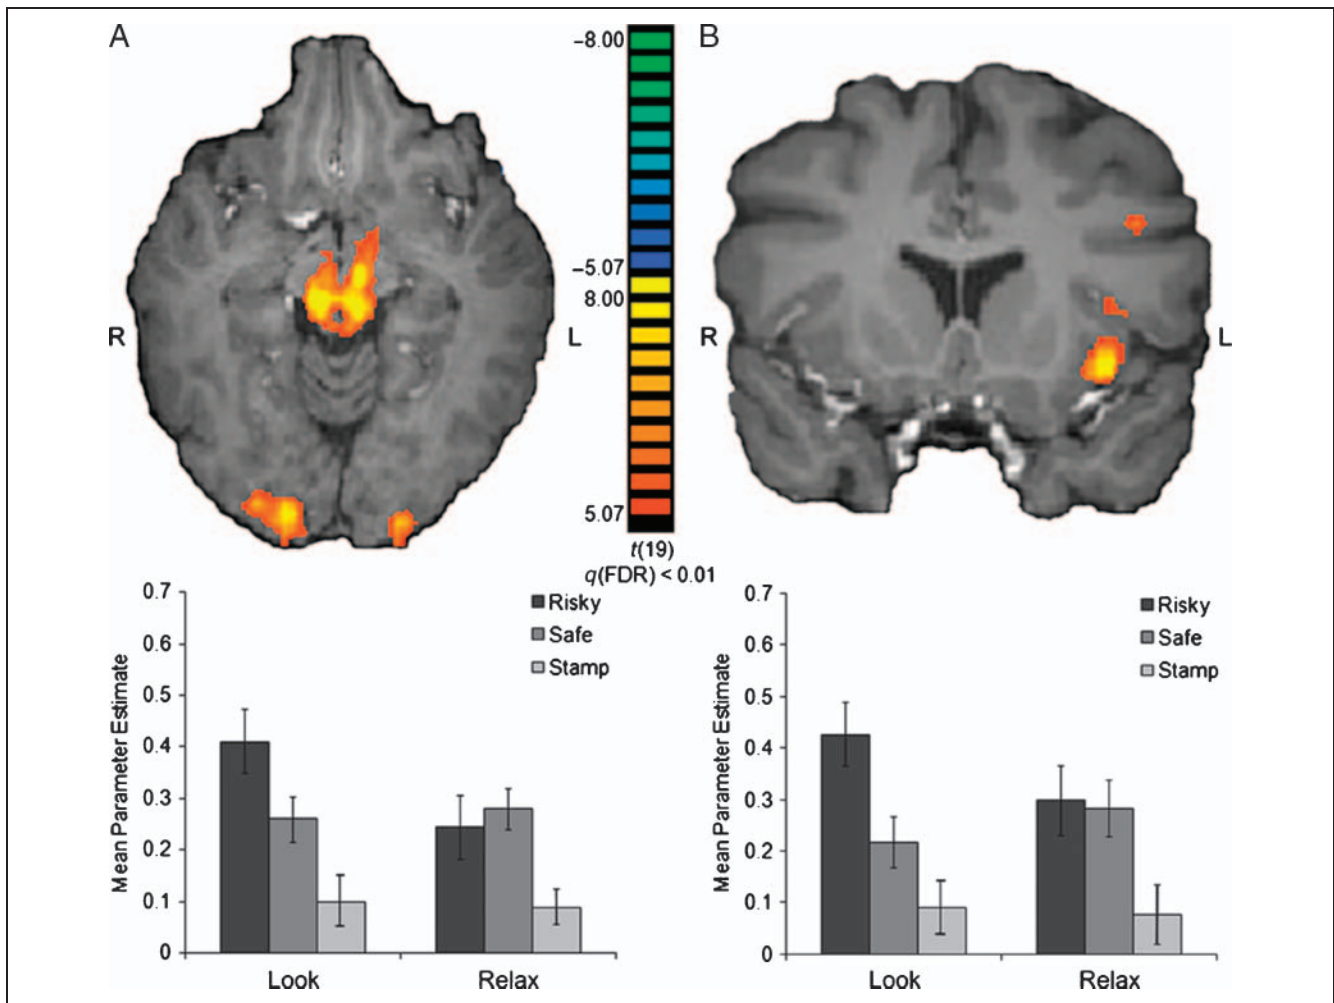 A
B
−8.00
−5.07
8.00
5.07
R
L
R
L
t(19)
q(FDR) < 0.01
0.7
0.6
0.5
0.4
0.3
0.2
0.1
0
Mean Parameter Estimate
Risky
Safe
Stamp
Look
Relax
0.7
0.6
0.5
0.4
0.3
0.2
0.1
0
Mean Parameter Estimate
Risky
Safe
Stamp
Look
Relax